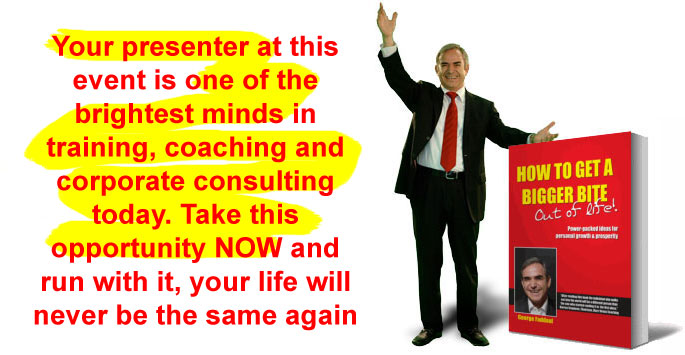 Your presenter at this
event is one of the
brightest minds in
training, coaching and
corporate consulting
today. Take this
opportunity NOW and
run with it, your life will
never be the same again
HOW TO GET A
BIGGER BITE
Out of life!
Power-packed ideas for
personal growth & prosperity
George